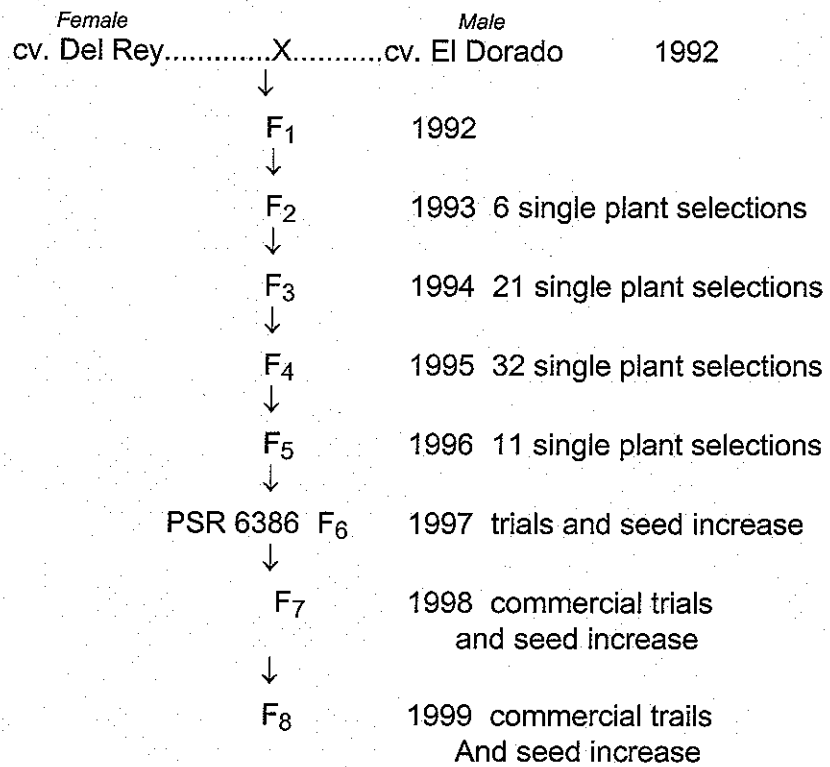 Female Male
cv. Del Rey.............X...........cv. El Dorado 1992
↓
F₁ 1992
↓
F₂ 1993 6 single plant selections
↓
F₃ 1994 21 single plant selections
↓
F₄ 1995 32 single plant selections
↓
F₅ 1996 11 single plant selections
↓
PSR 6386 F₆ 1997 trials and seed increase
↓
F₇ 1998 commercial trials
and seed increase
↓
F₈ 1999 commercial trails
And seed increase